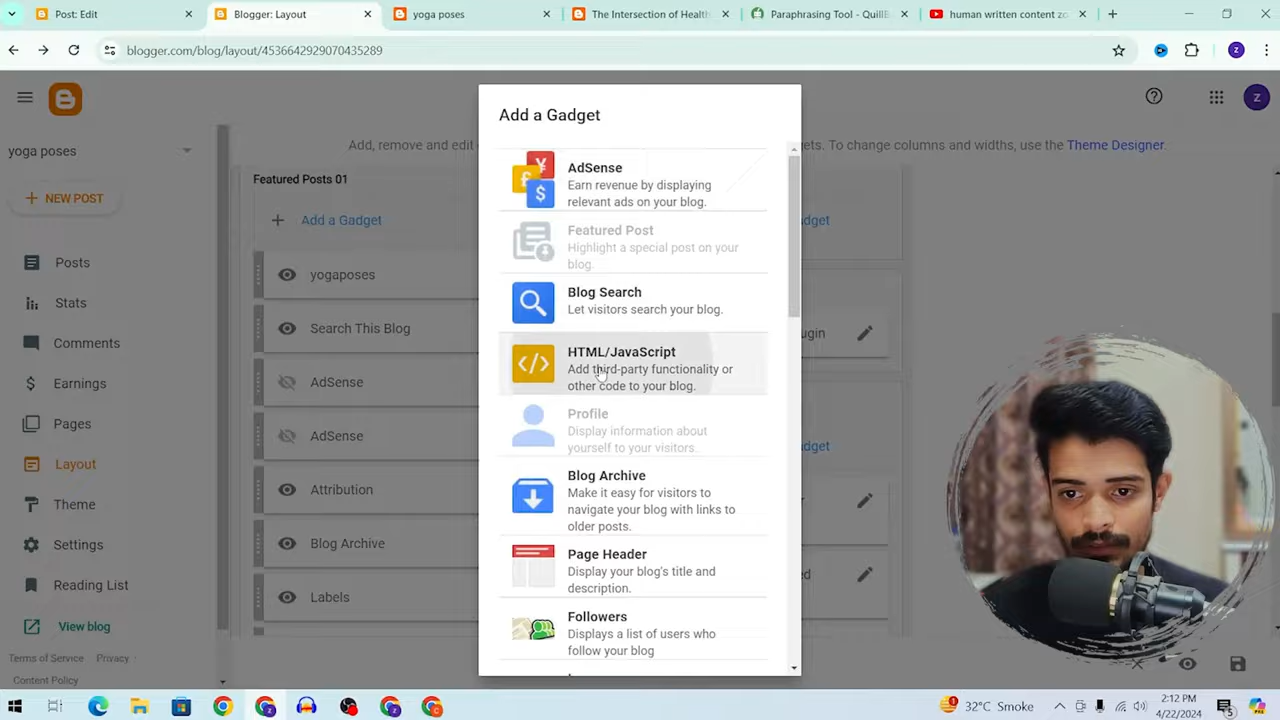 Post: Edit
Blogger: Layout
yoga poses
The Intersection of Health
Paraphrasing Tool - QuillB
human written content zo
blogger.com/blog/layout/4536642929070435289
z
z
yoga poses
NEW POST
Posts
Stats
Comments
Earnings
Pages
Layout
Theme
Settings
Reading List
View blog
Terms of Service
Privacy
Content Policy
Add, remove and edit
gets. To change columns and widths, use the Theme Designer.
Featured Posts 01
Add a Gadget
yogaposes
Search This Blog
AdSense
AdSense
Attribution
Blog Archive
Labels
Add a Gadget
AdSense
Earn revenue by displaying
relevant ads on your blog.
Featured Post
Highlight a special post on your
blog.
Blog Search
Let visitors search your blog.
HTML/JavaScript
Add third-party functionality or
other code to your blog.
Profile
Display information about
yourself to your visitors.
Blog Archive
Make it easy for visitors to
navigate your blog with links to
older posts.
Page Header
Display your blog's title and
description.
Followers
Displays a list of users who
follow your blog
dget
ugin
dget
32°C Smoke
2:12 PM
4/22/2024
5